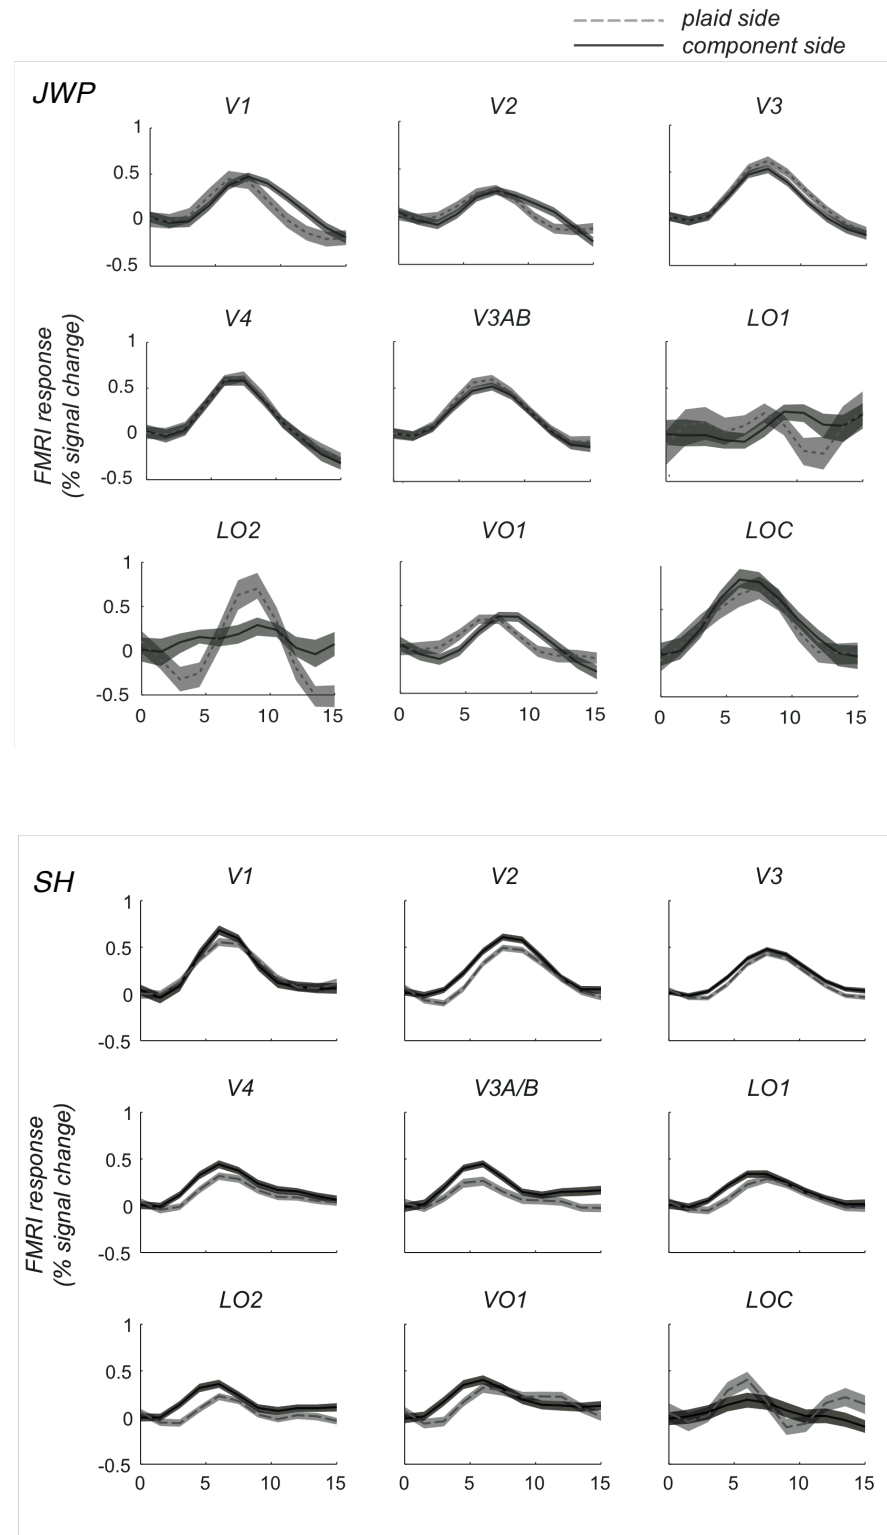 plaid side
component side
JWP
V1 V2 V3
1
0.5
0
-0.5
V4 V3AB LO1
FMRI response
(% signal change)
1
0.5
0
-0.5
LO2 VO1 LOC
1
0.5
0
-0.5
0 5 10 15 0 5 10 15 0 5 10 15
SH
V1 V2 V3
1
0.5
0
-0.5
V4 V3A/B LO1
FMRI response
(% signal change)
1
0.5
0
-0.5
LO2 VO1 LOC
1
0.5
0
-0.5
0 5 10 15 0 5 10 15 0 5 10 15